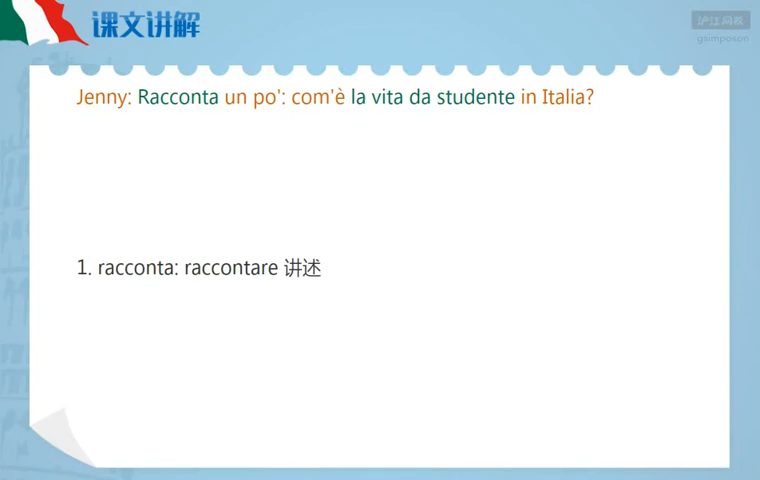 课文讲解
沪江网校
gsimposon
Jenny: Racconta un po': com'è la vita da studente in Italia?
1. racconta: raccontare 讲述